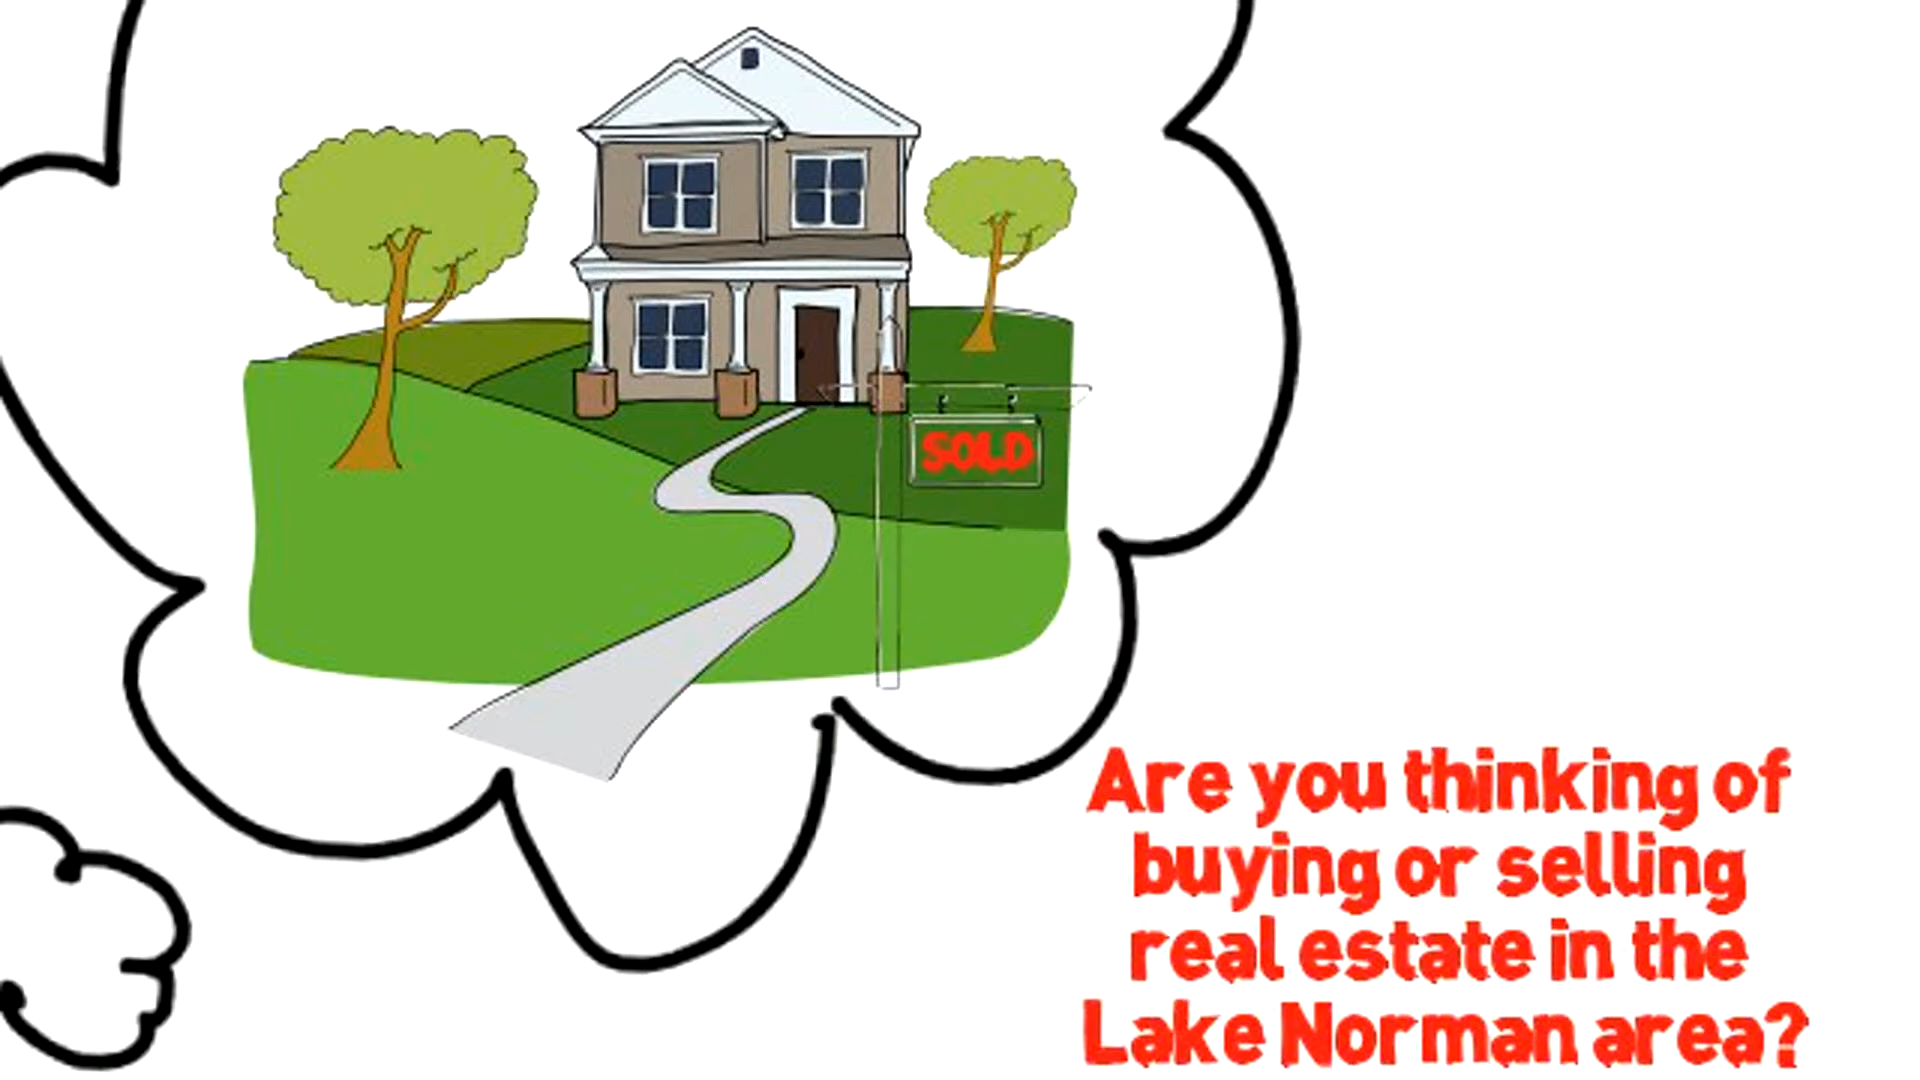 SOLD
Are you thinking of
buying or selling
real estate in the
Lake Norman area?